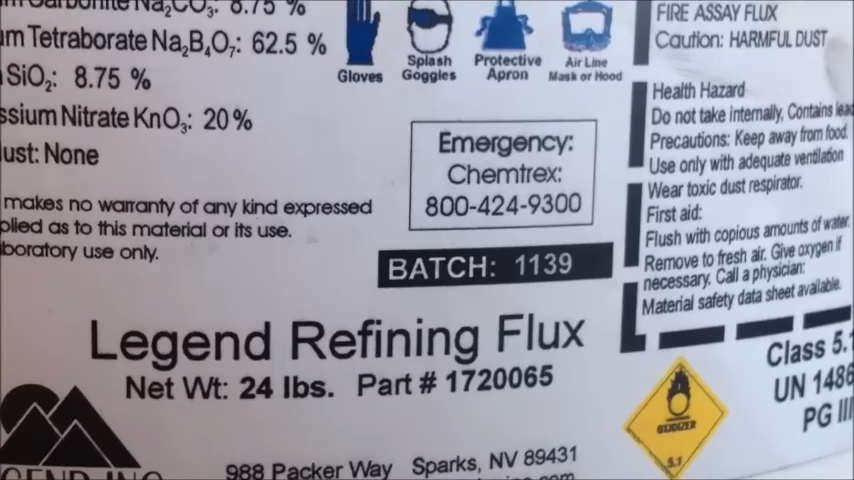 Carbonite Na₂CO₃: 8.75 %
Tetraborate Na₂B₄O₇: 62.5 %
SiO₂: 8.75 %
ssium Nitrate KnO₃: 20%
ust: None
makes no warranty of any kind expressed
plied as to this material or its use.
boratory use only.
Gloves
Splash
Goggles
Protective
Apron
Air Line
Mask or Hood
Emergency:
Chemtrex:
800-424-9300
BATCH: 1139
FIRE ASSAY FLUX
Caution: HARMFUL DUST
Health Hazard
Do not take internally, Contains lead
Precautions: Keep away from food.
Use only with adequate ventilation
Wear toxic dust respirator.
First aid:
Flush with copious amounts of water.
Remove to fresh air. Give oxygen if
necessary. Call a physician:
Material safety data sheet available.
Legend Refining Flux
Net Wt: 24 lbs. Part # 1720065
OXIDIZER
5.1
Class 5.1
UN 1486
PG III
988 Packer Way Sparks, NV 89431